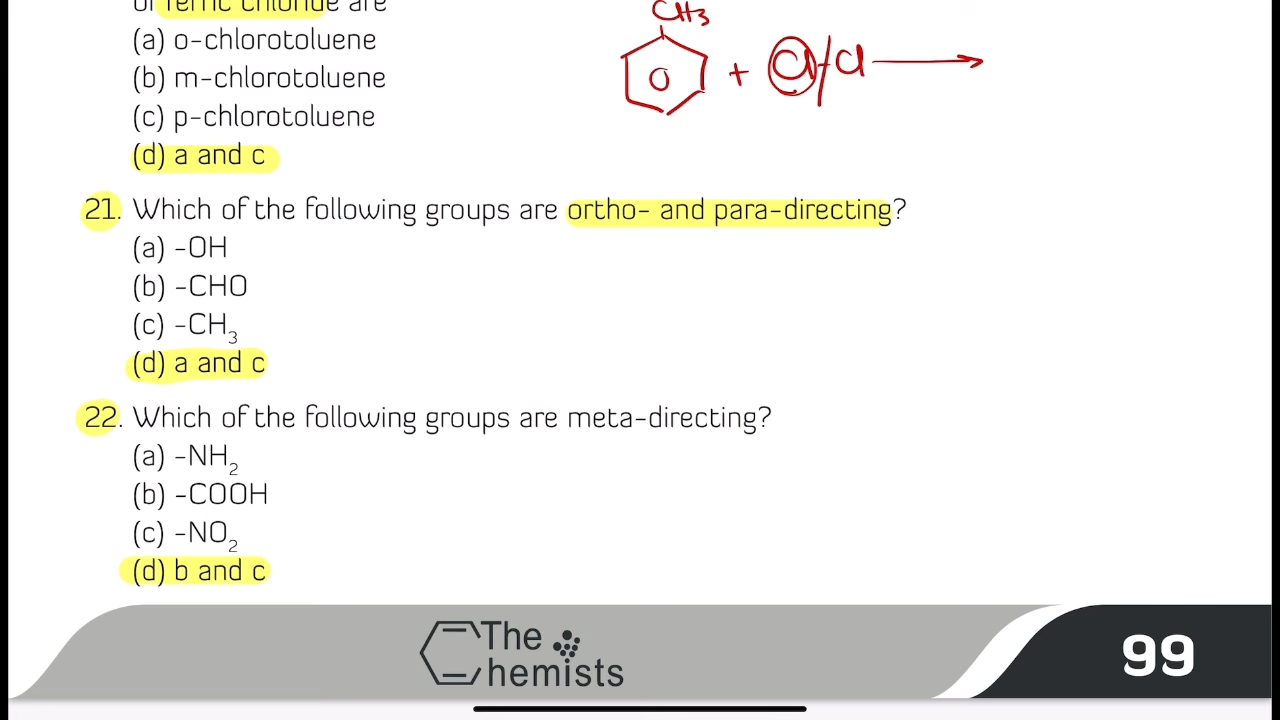 of ferric chloride are
CH3
(a) o-chlorotoluene
O + Cl/Cl
(b) m-chlorotoluene
(c) p-chlorotoluene
(d) a and c
21. Which of the following groups are ortho- and para-directing?
(a) -OH
(b) -CHO
(c) -CH3
(d) a and c
22. Which of the following groups are meta-directing?
(a) -NH2
(b) -COOH
(c) -NO2
(d) b and c
The
hemists
99